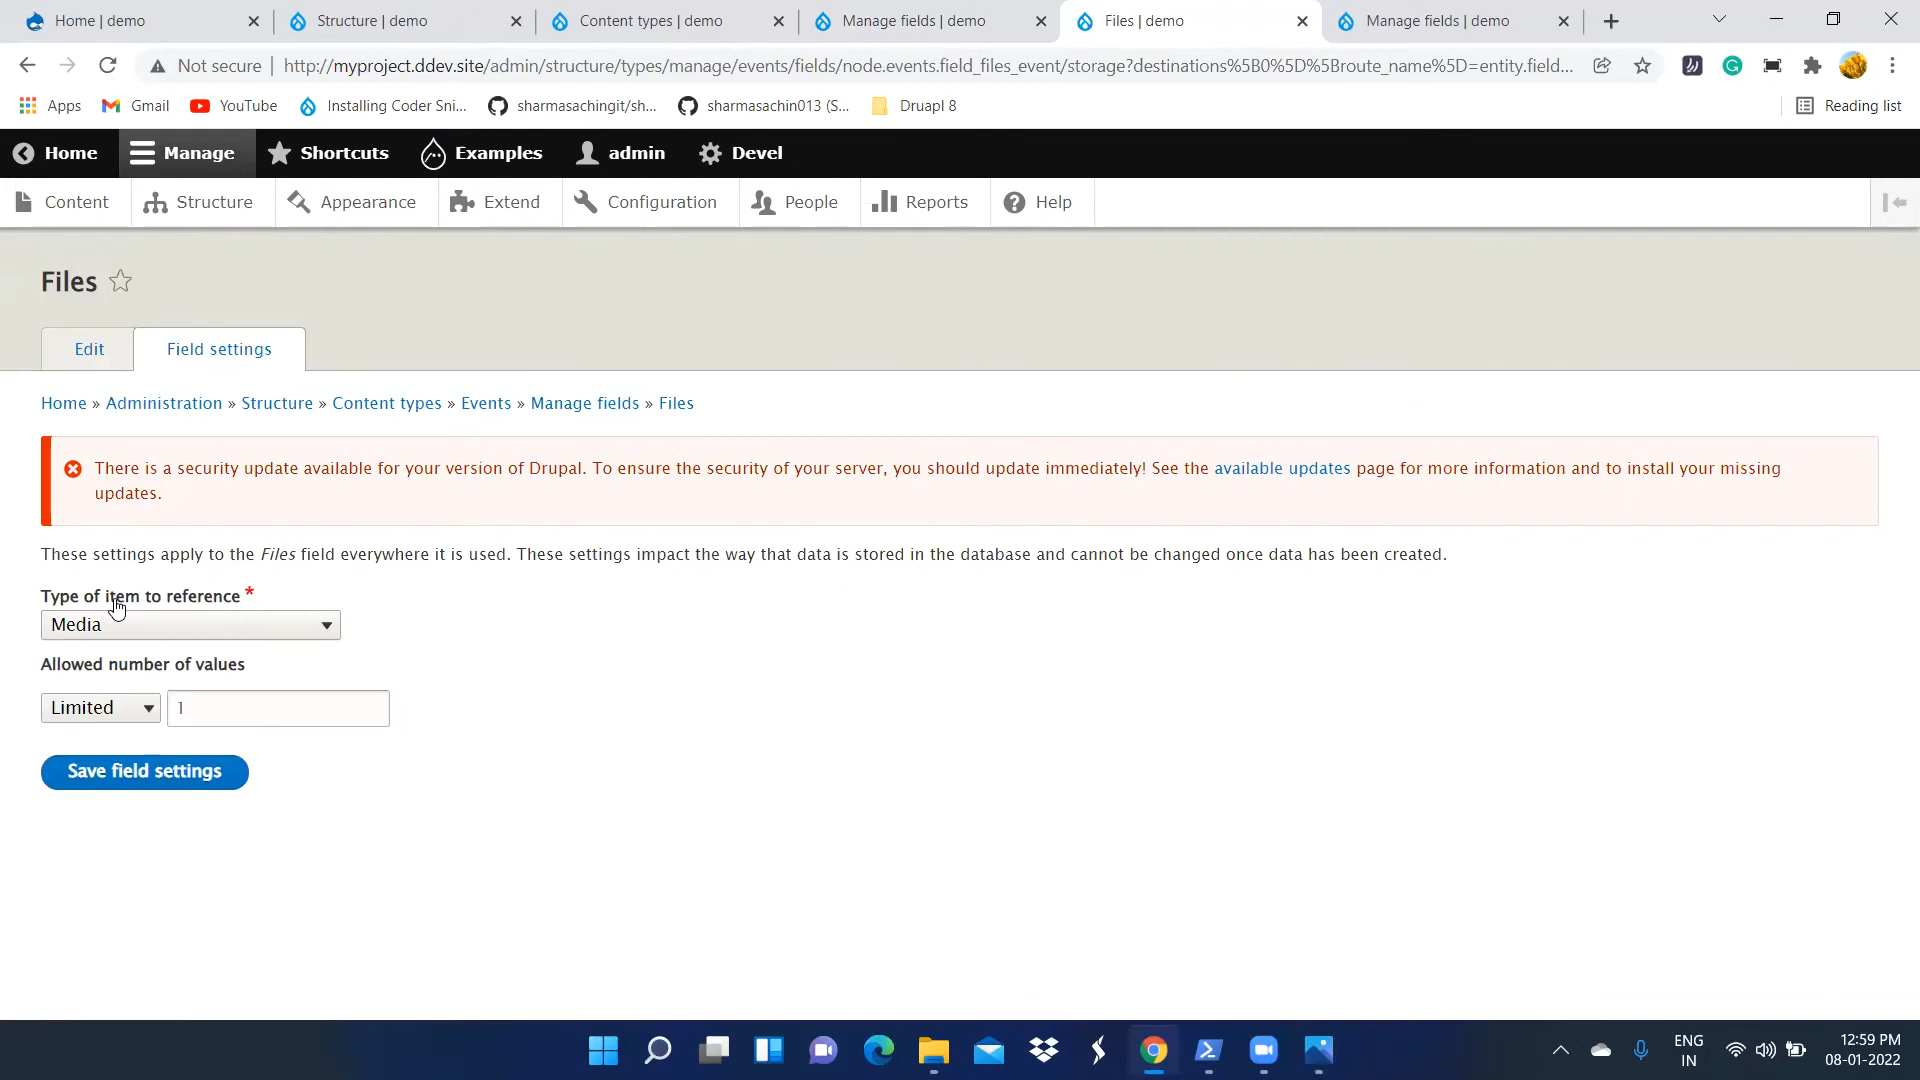 Home | demo
Structure | demo
Content types | demo
Manage fields | demo
Files | demo
Manage fields | demo
Not secure
http://myproject.ddev.site/admin/structure/types/manage/events/fields/node.events.field_files_event/storage?destinations%5B0%5D%5Broute_name%5D=entity.field...
Apps
Gmail
YouTube
Installing Coder Sni...
sharmasachingit/sh...
sharmasachin013 (S...
Druapl 8
Reading list
Home
Manage
Shortcuts
Examples
admin
Devel
Content
Structure
Appearance
Extend
Configuration
People
Reports
Help
Files
Edit
Field settings
Home » Administration » Structure » Content types » Events » Manage fields » Files
There is a security update available for your version of Drupal. To ensure the security of your server, you should update immediately! See the available updates page for more information and to install your missing
updates.
These settings apply to the Files field everywhere it is used. These settings impact the way that data is stored in the database and cannot be changed once data has been created.
Type of item to reference *
Media
Allowed number of values
Limited
1
Save field settings
ENG
IN
12:59 PM
08-01-2022